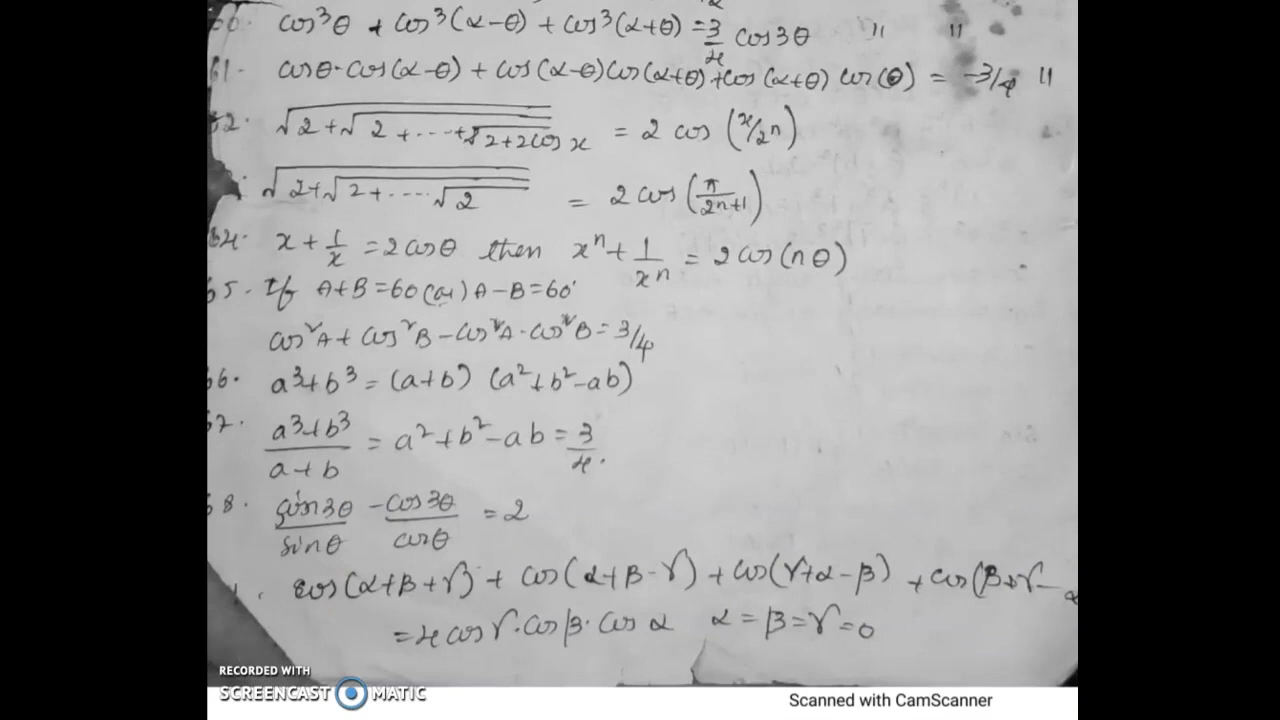 60. cos³θ + cos³(α-θ) + cos³(α+θ) = 3/4 cos3θ " "
61. cosθ·cos(α-θ) + cos(α-θ)cos(α+θ) + cos(α+θ) cos(θ) = -3/4 "
62. √2+√2+----+√2+2cos x = 2 cos (x/2ⁿ)
√2+√2+----√2 = 2 cos (π/2n+1)
64. x + 1/x = 2cosθ then xⁿ + 1/xⁿ = 2 cos(nθ)
65. If A+B=60 (or) A-B=60°
cos²A + cos²B - cos²A·cos²B = 3/4
66. a³+b³ = (a+b) (a²+b²-ab)
67. a³+b³/a+b = a²+b²-ab = 3/4.
68. sin3θ/sinθ - cos3θ/cosθ = 2
cos(α+β+γ) + cos(α+β-γ) + cos(γ+α-β) + cos(β+γ-α
= 4 cosγ·cosβ·cosα α=β=γ=0
RECORDED WITH
SCREENCAST MATIC
Scanned with CamScanner